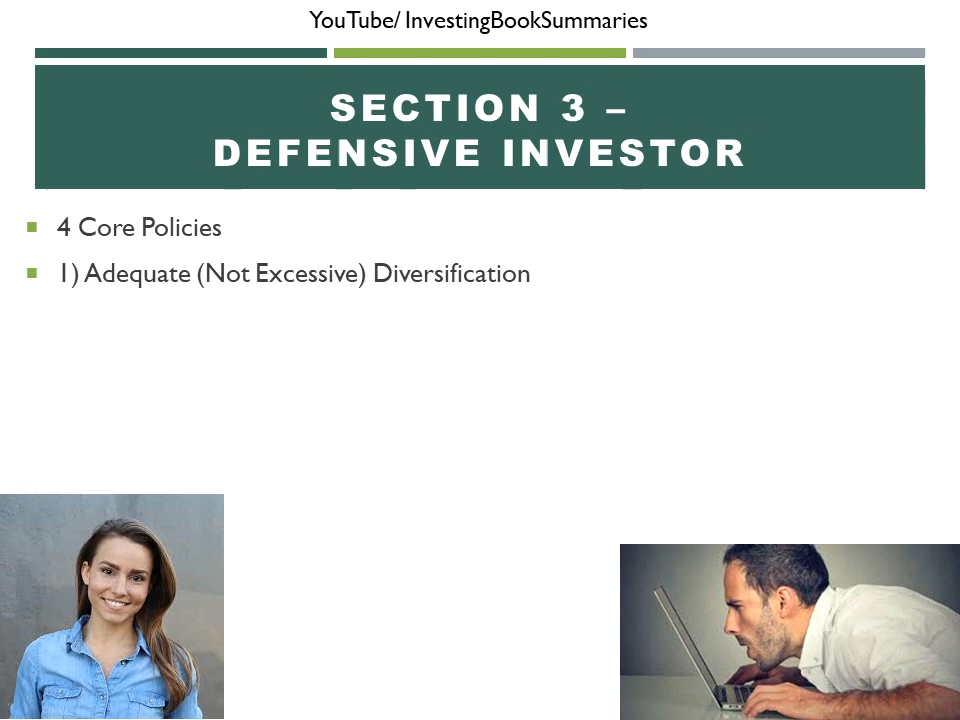 YouTube/ InvestingBookSummaries
SECTION 3 –
DEFENSIVE INVESTOR
4 Core Policies
1) Adequate (Not Excessive) Diversification